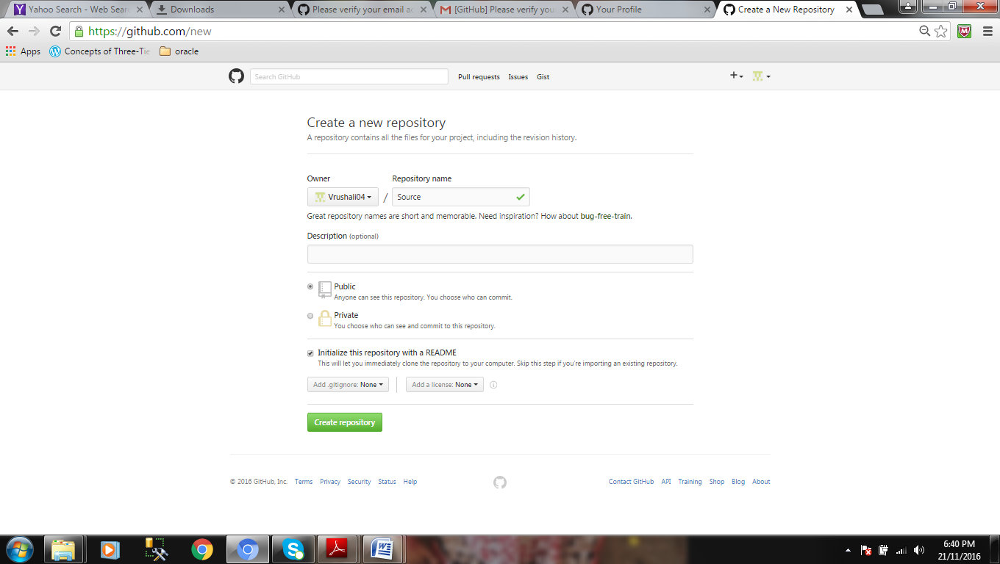 Yahoo Search - Web Sear
Downloads
Please verify your email ad
[GitHub] Please verify you
Your Profile
Create a New Repository
https://github.com/new
Apps
Concepts of Three-Tie
oracle
Search GitHub
Pull requests Issues Gist
Create a new repository
A repository contains all the files for your project, including the revision history.
Owner Repository name
Vrushali04 / Source
Great repository names are short and memorable. Need inspiration? How about bug-free-train.
Description (optional)
Public
Anyone can see this repository. You choose who can commit.
Private
You choose who can see and commit to this repository.
Initialize this repository with a README
This will let you immediately clone the repository to your computer. Skip this step if you're importing an existing repository.
Add .gitignore: None Add a license: None
Create repository
© 2016 GitHub, Inc. Terms Privacy Security Status Help Contact GitHub API Training Shop Blog About
6:40 PM
21/11/2016